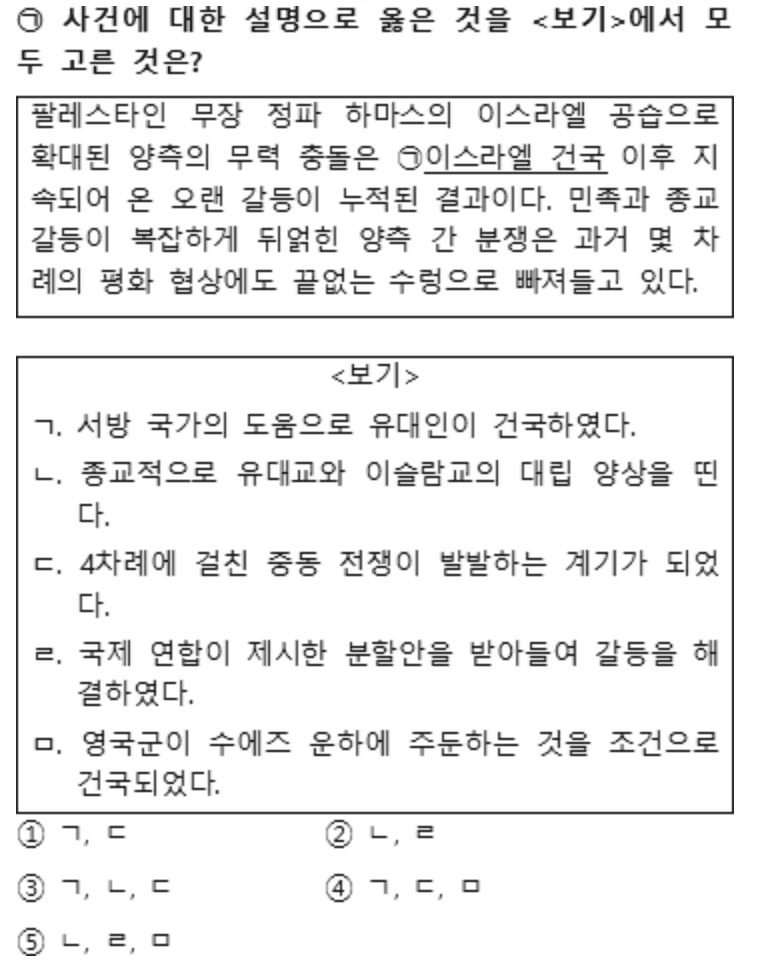 ㉠ 사건에 대한 설명으로 옳은 것을 <보기>에서 모
두 고른 것은?
팔레스타인 무장 정파 하마스의 이스라엘 공습으로
확대된 양측의 무력 충돌은 ㉠이스라엘 건국 이후 지
속되어 온 오랜 갈등이 누적된 결과이다. 민족과 종교
갈등이 복잡하게 뒤얽힌 양측 간 분쟁은 과거 몇 차
례의 평화 협상에도 끝없는 수렁으로 빠져들고 있다.
<보기>
ㄱ. 서방 국가의 도움으로 유대인이 건국하였다.
ㄴ. 종교적으로 유대교와 이슬람교의 대립 양상을 띤
다.
ㄷ. 4차례에 걸친 중동 전쟁이 발발하는 계기가 되었
다.
ㄹ. 국제 연합이 제시한 분할안을 받아들여 갈등을 해
결하였다.
ㅁ. 영국군이 수에즈 운하에 주둔하는 것을 조건으로
건국되었다.
① ㄱ, ㄷ ② ㄴ, ㄹ
③ ㄱ, ㄴ, ㄷ ④ ㄱ, ㄷ, ㅁ
⑤ ㄴ, ㄹ, ㅁ